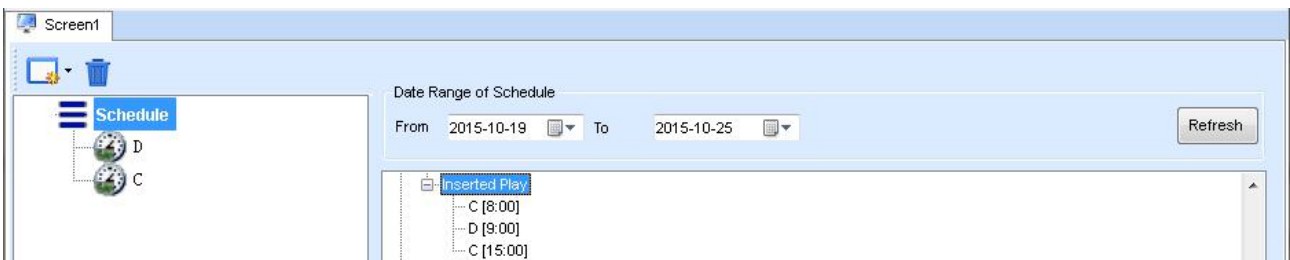 Screen1
Schedule
D
C
Date Range of Schedule
From 2015-10-19 To 2015-10-25 Refresh
Inserted Play
C [8:00]
D [9:00]
C [15:00]